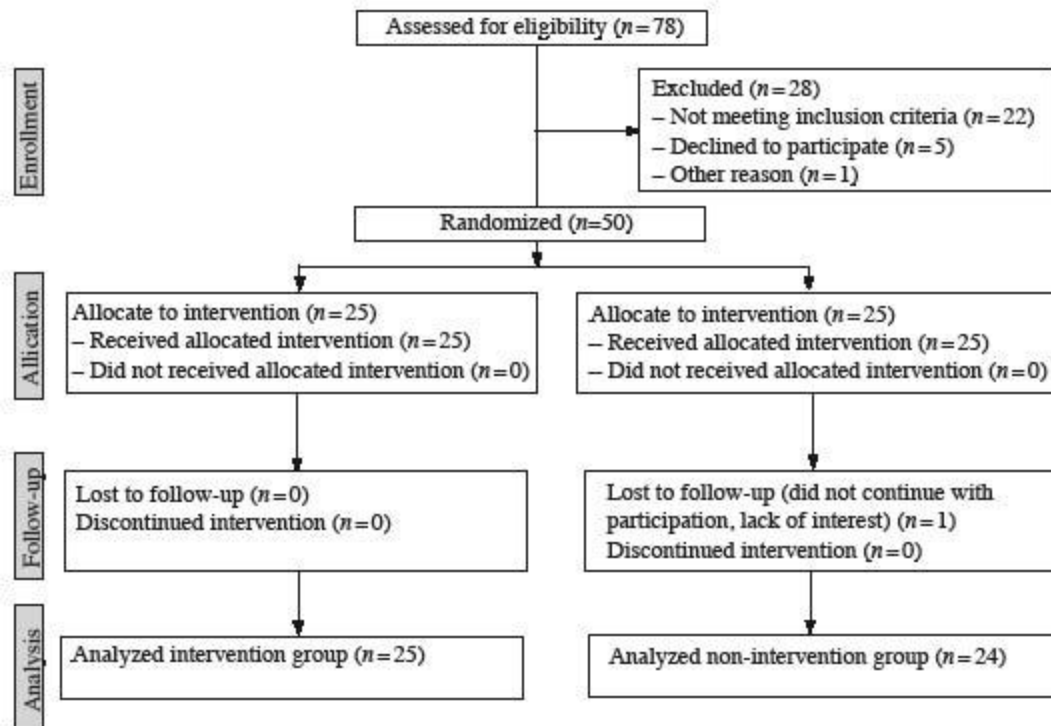 Assessed for eligibility (n=78)
Enrollment
Excluded (n=28)
– Not meeting inclusion criteria (n=22)
– Declined to participate (n=5)
– Other reason (n=1)
Randomized (n=50)
Allication
Allocate to intervention (n=25)
– Received allocated intervention (n=25)
– Did not received allocated intervention (n=0)
Allocate to intervention (n=25)
– Received allocated intervention (n=25)
– Did not received allocated intervention (n=0)
Follow-up
Lost to follow-up (n=0)
Discontinued intervention (n=0)
Lost to follow-up (did not continue with
participation, lack of interest) (n=1)
Discontinued intervention (n=0)
Analysis
Analyzed intervention group (n=25)
Analyzed non-intervention group (n=24)